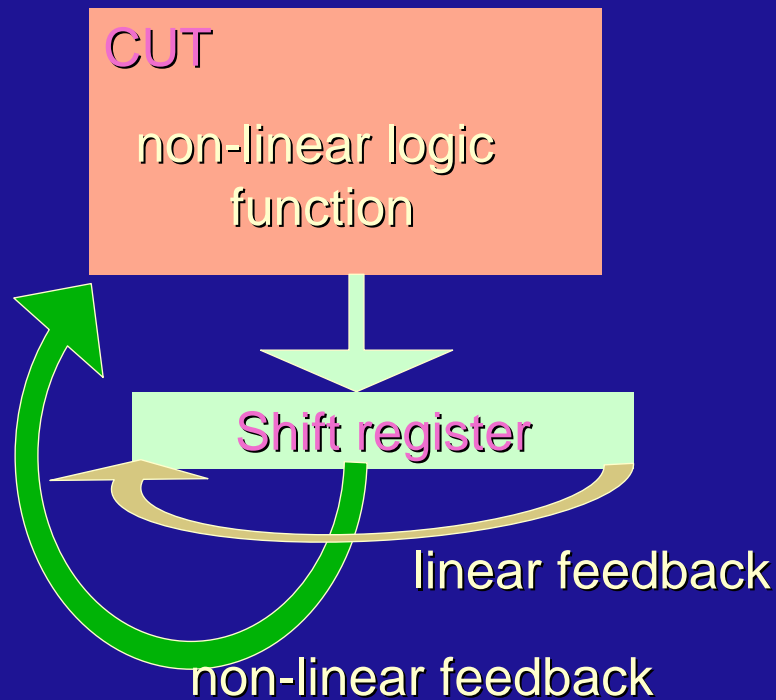 CUT
non-linear logic
function
Shift register
linear feedback
non-linear feedback